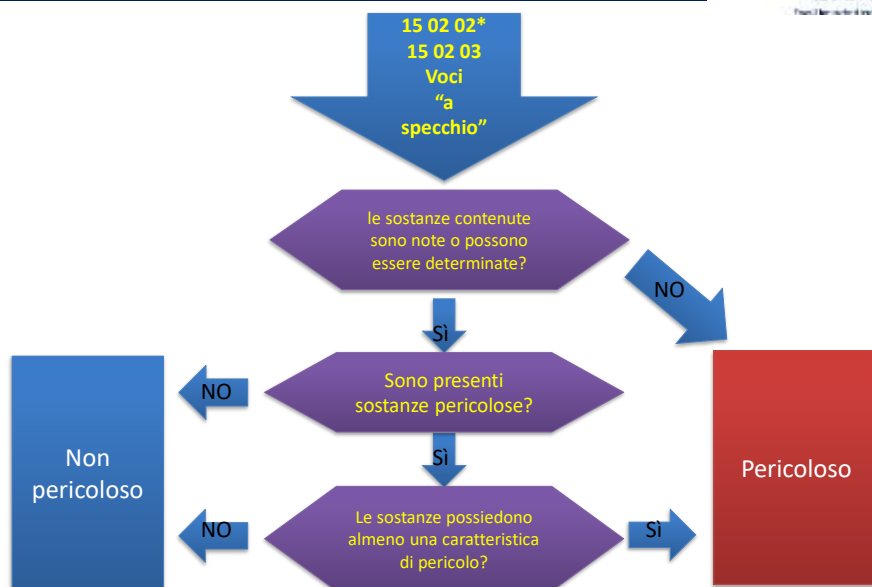 15 02 02*
15 02 03
Voci
“a
specchio”
le sostanze contenute
sono note o possono
essere determinate?
NO
Sì
Sono presenti
sostanze pericolose?
NO
Sì
Non
pericoloso
Pericoloso
Le sostanze possiedono
almeno una caratteristica
di pericolo?
NO
Sì